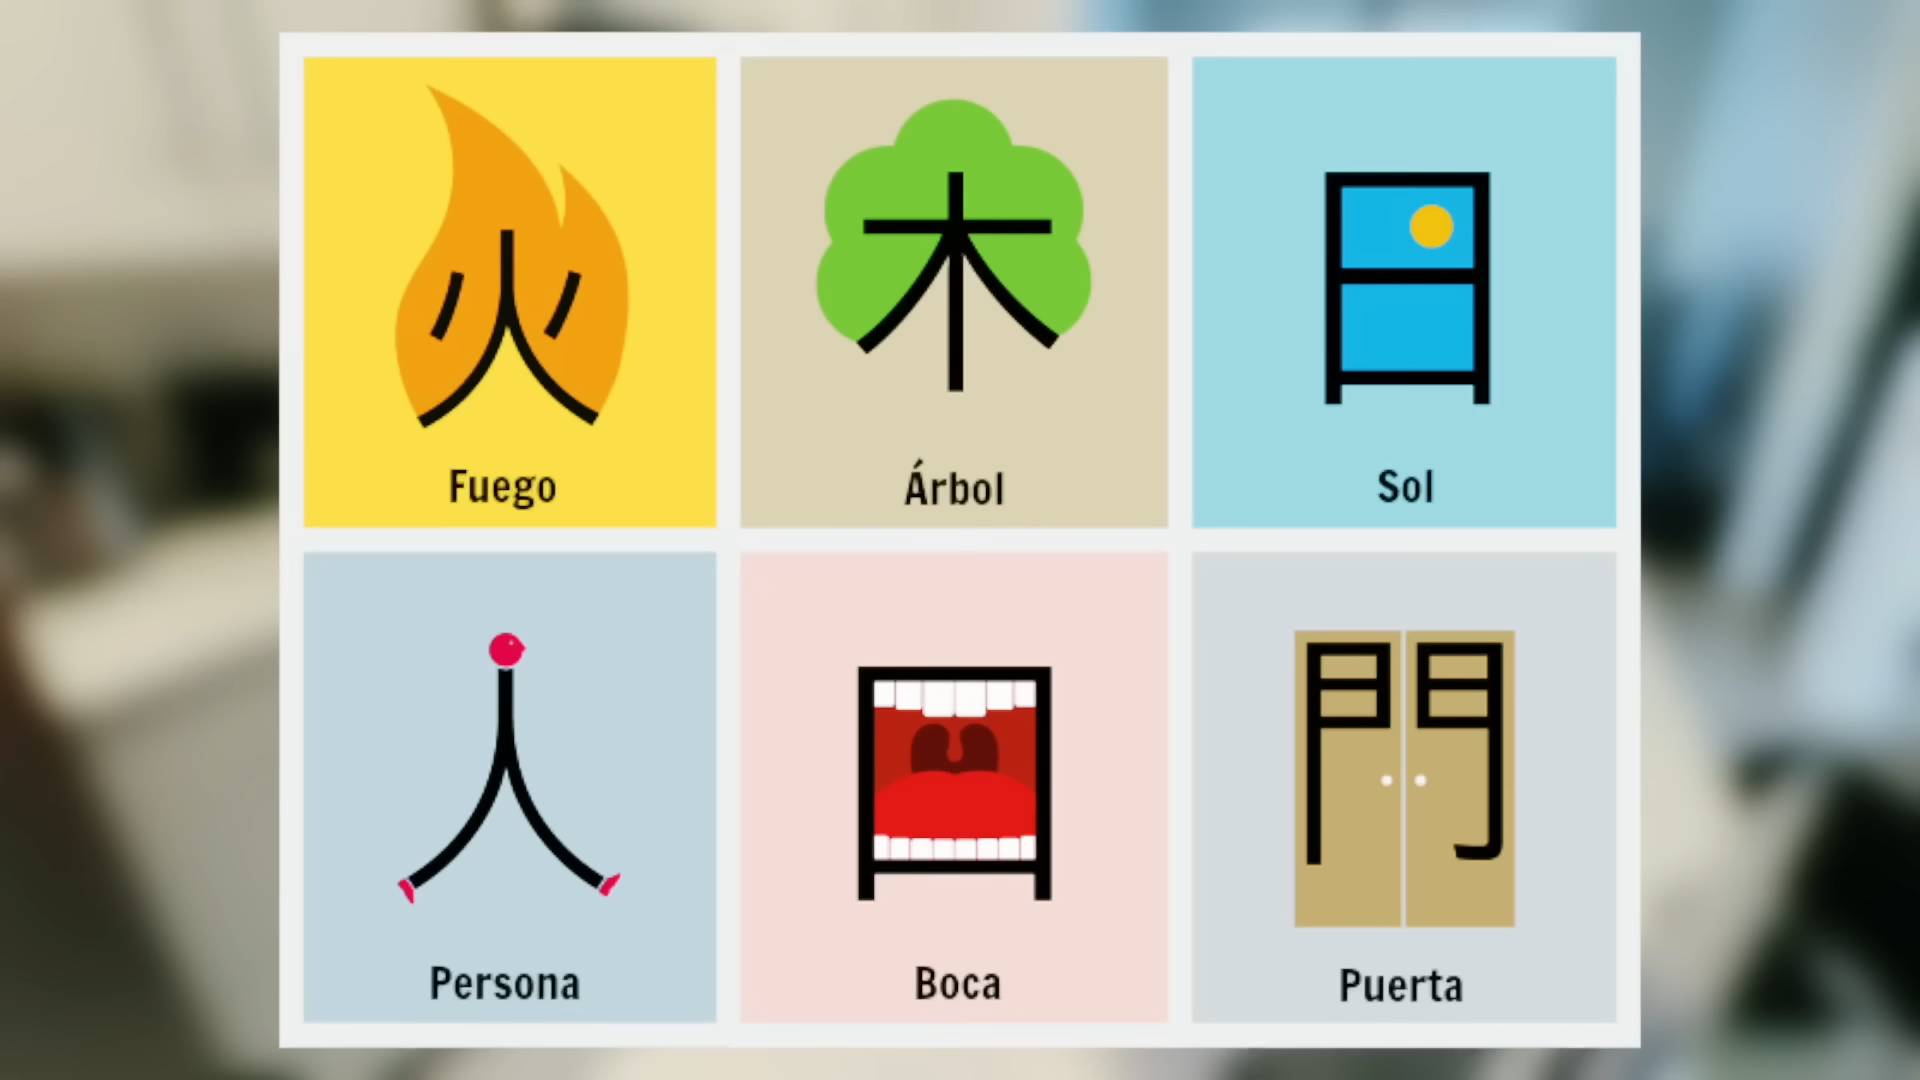 火
木
日
Fuego
Árbol
Sol
人
口
門
Persona
Boca
Puerta